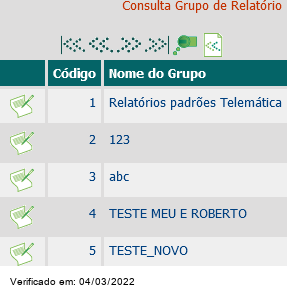 Consulta Grupo de Relatório
Código Nome do Grupo
1 Relatórios padrões Telemática
2 123
3 abc
4 TESTE MEU E ROBERTO
5 TESTE_NOVO
Verificado em: 04/03/2022